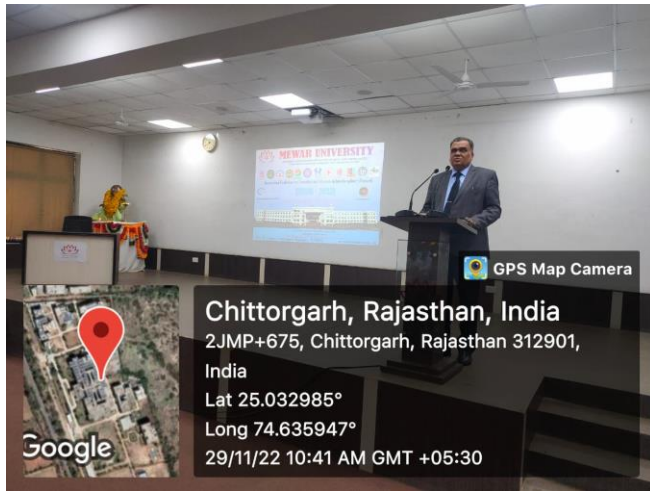 MEWAR UNIVERSITY
GPS Map Camera
Chittorgarh, Rajasthan, India
2JMP+675, Chittorgarh, Rajasthan 312901,
India
Lat 25.032985°
Long 74.635947°
29/11/22 10:41 AM GMT +05:30
Google